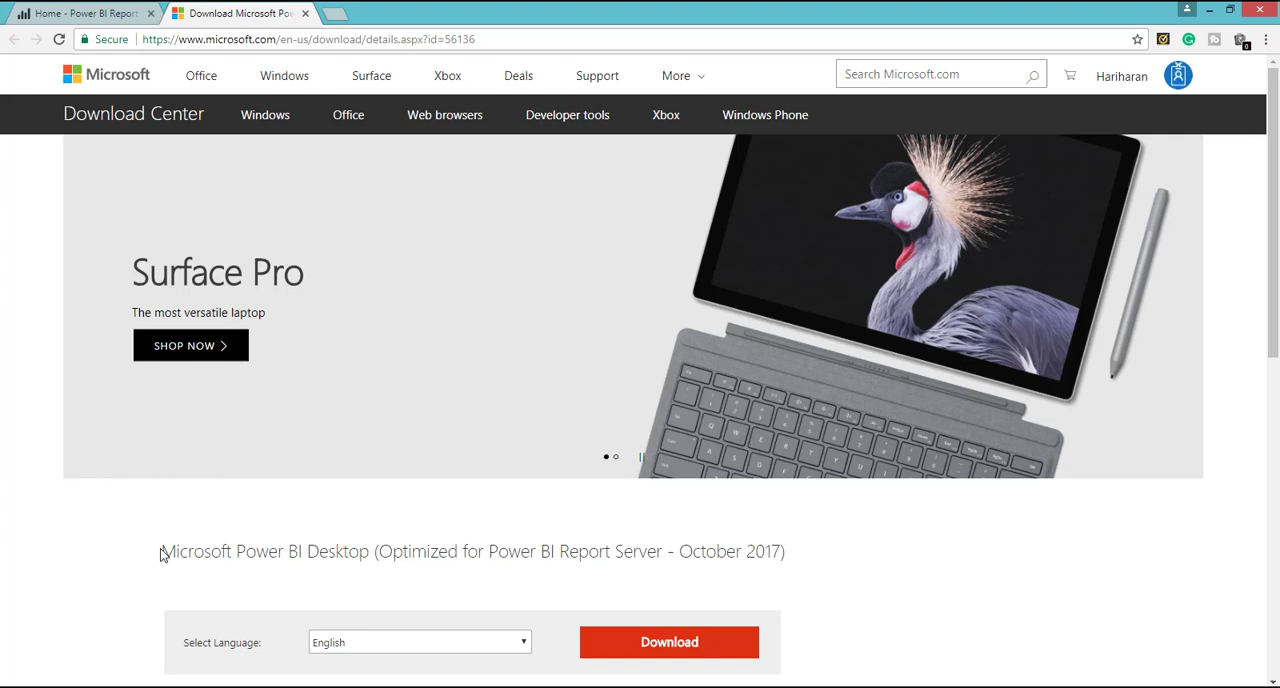 Home - Power BI Report
Download Microsoft Po
Secure
https://www.microsoft.com/en-us/download/details.aspx?id=56136
Microsoft
Office
Windows
Surface
Xbox
Deals
Support
More
Search Microsoft.com
Hariharan
Download Center
Windows
Office
Web browsers
Developer tools
Xbox
Windows Phone
Surface Pro
The most versatile laptop
SHOP NOW
Microsoft Power BI Desktop (Optimized for Power BI Report Server - October 2017)
Select Language:
English
Download